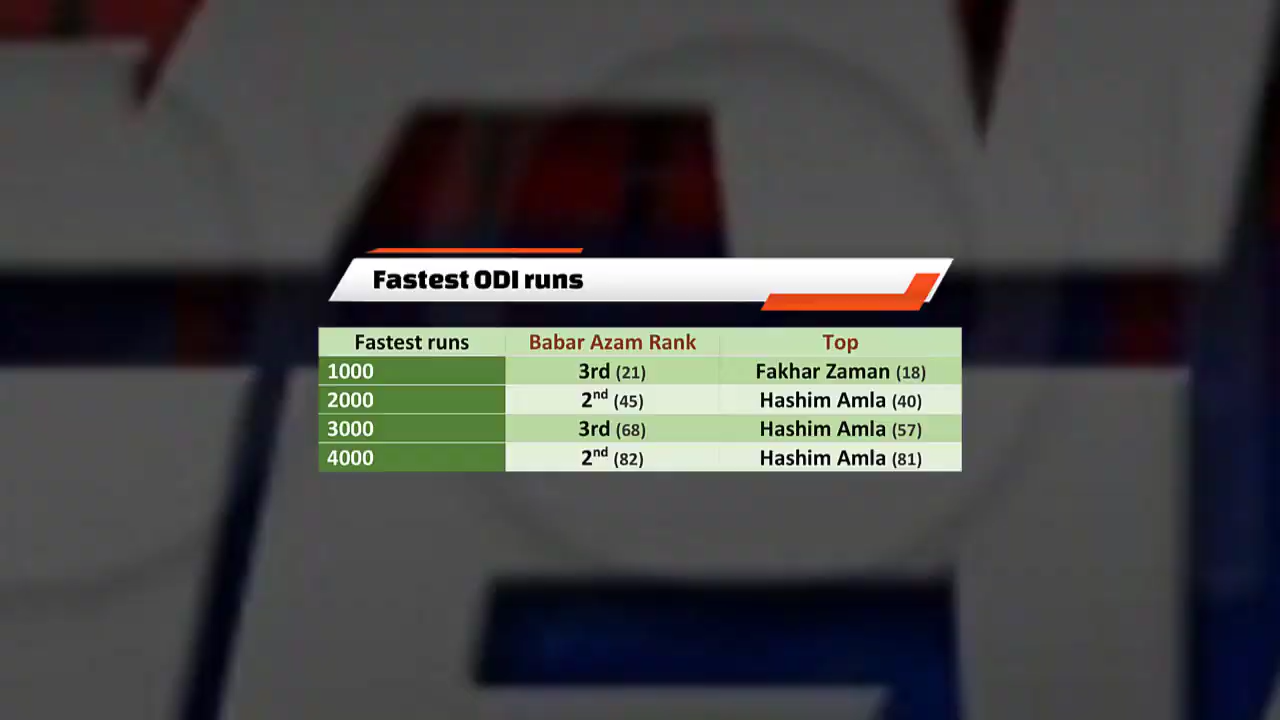 Fastest ODI runs
Fastest runs Babar Azam Rank Top
1000 3rd (21) Fakhar Zaman (18)
2000 2nd (45) Hashim Amla (40)
3000 3rd (68) Hashim Amla (57)
4000 2nd (82) Hashim Amla (81)